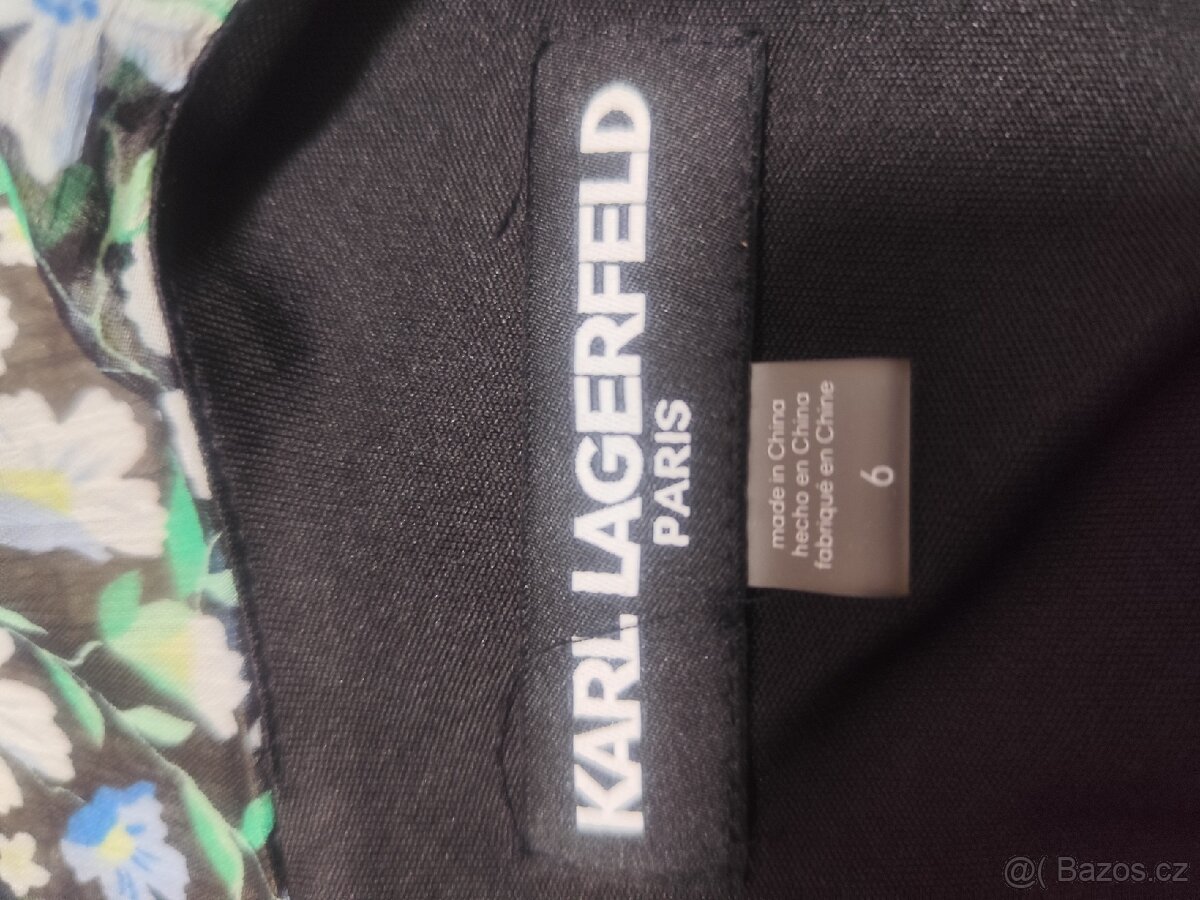 KARL LAGERFELD
PARIS
made in China
hecho en China
fabriqué en Chine
6
@( Bazos.cz